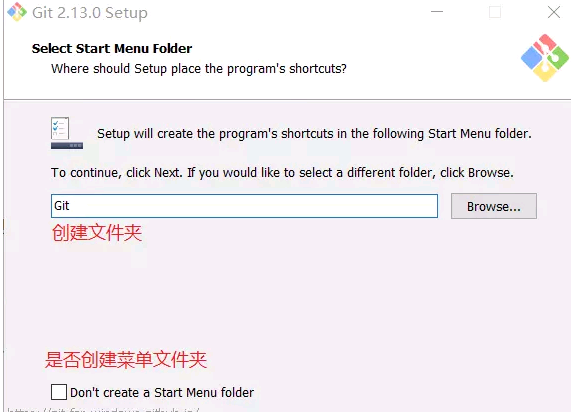 Git 2.13.0 Setup
Select Start Menu Folder
Where should Setup place the program's shortcuts?
Setup will create the program's shortcuts in the following Start Menu folder.
To continue, click Next. If you would like to select a different folder, click Browse.
Git
Browse...
创建文件夹
是否创建菜单文件夹
Don't create a Start Menu folder
https://git-for-windows.github.io/